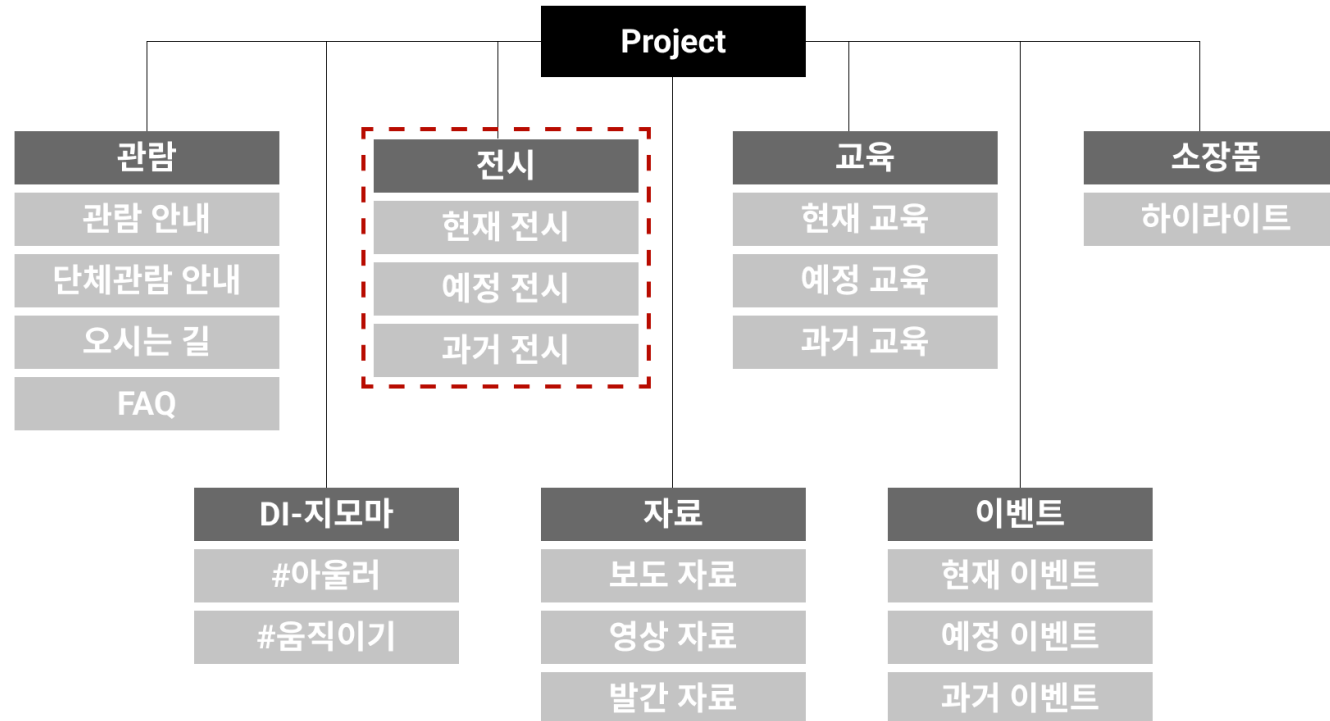 Project
관람
관람 안내
단체관람 안내
오시는 길
FAQ
전시
현재 전시
예정 전시
과거 전시
교육
현재 교육
예정 교육
과거 교육
소장품
하이라이트
DI-지모마
#아울러
#움직이기
자료
보도 자료
영상 자료
발간 자료
이벤트
현재 이벤트
예정 이벤트
과거 이벤트